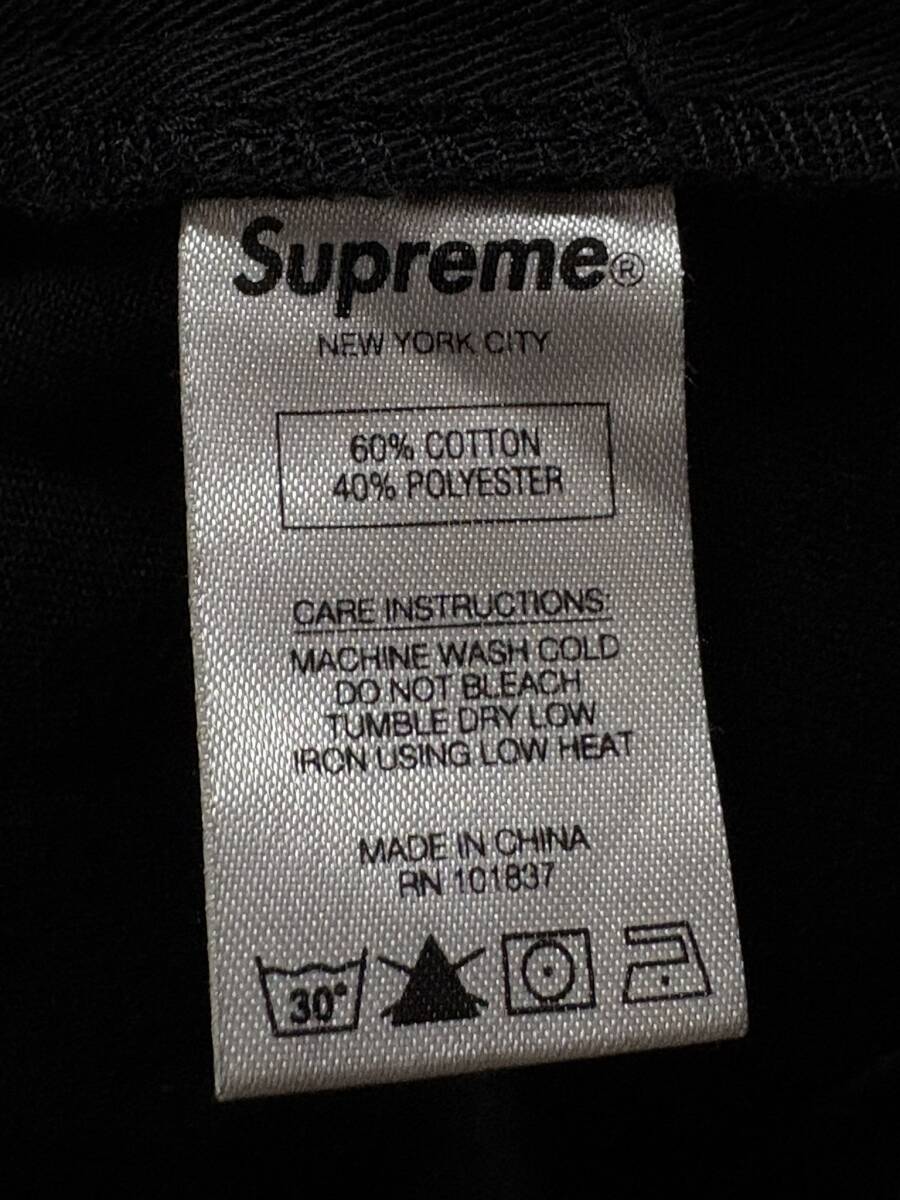 Supreme®
NEW YORK CITY
60% COTTON
40% POLYESTER
CARE INSTRUCTIONS:
MACHINE WASH COLD
DO NOT BLEACH
TUMBLE DRY LOW
IRON USING LOW HEAT
MADE IN CHINA
RN 101837
30°